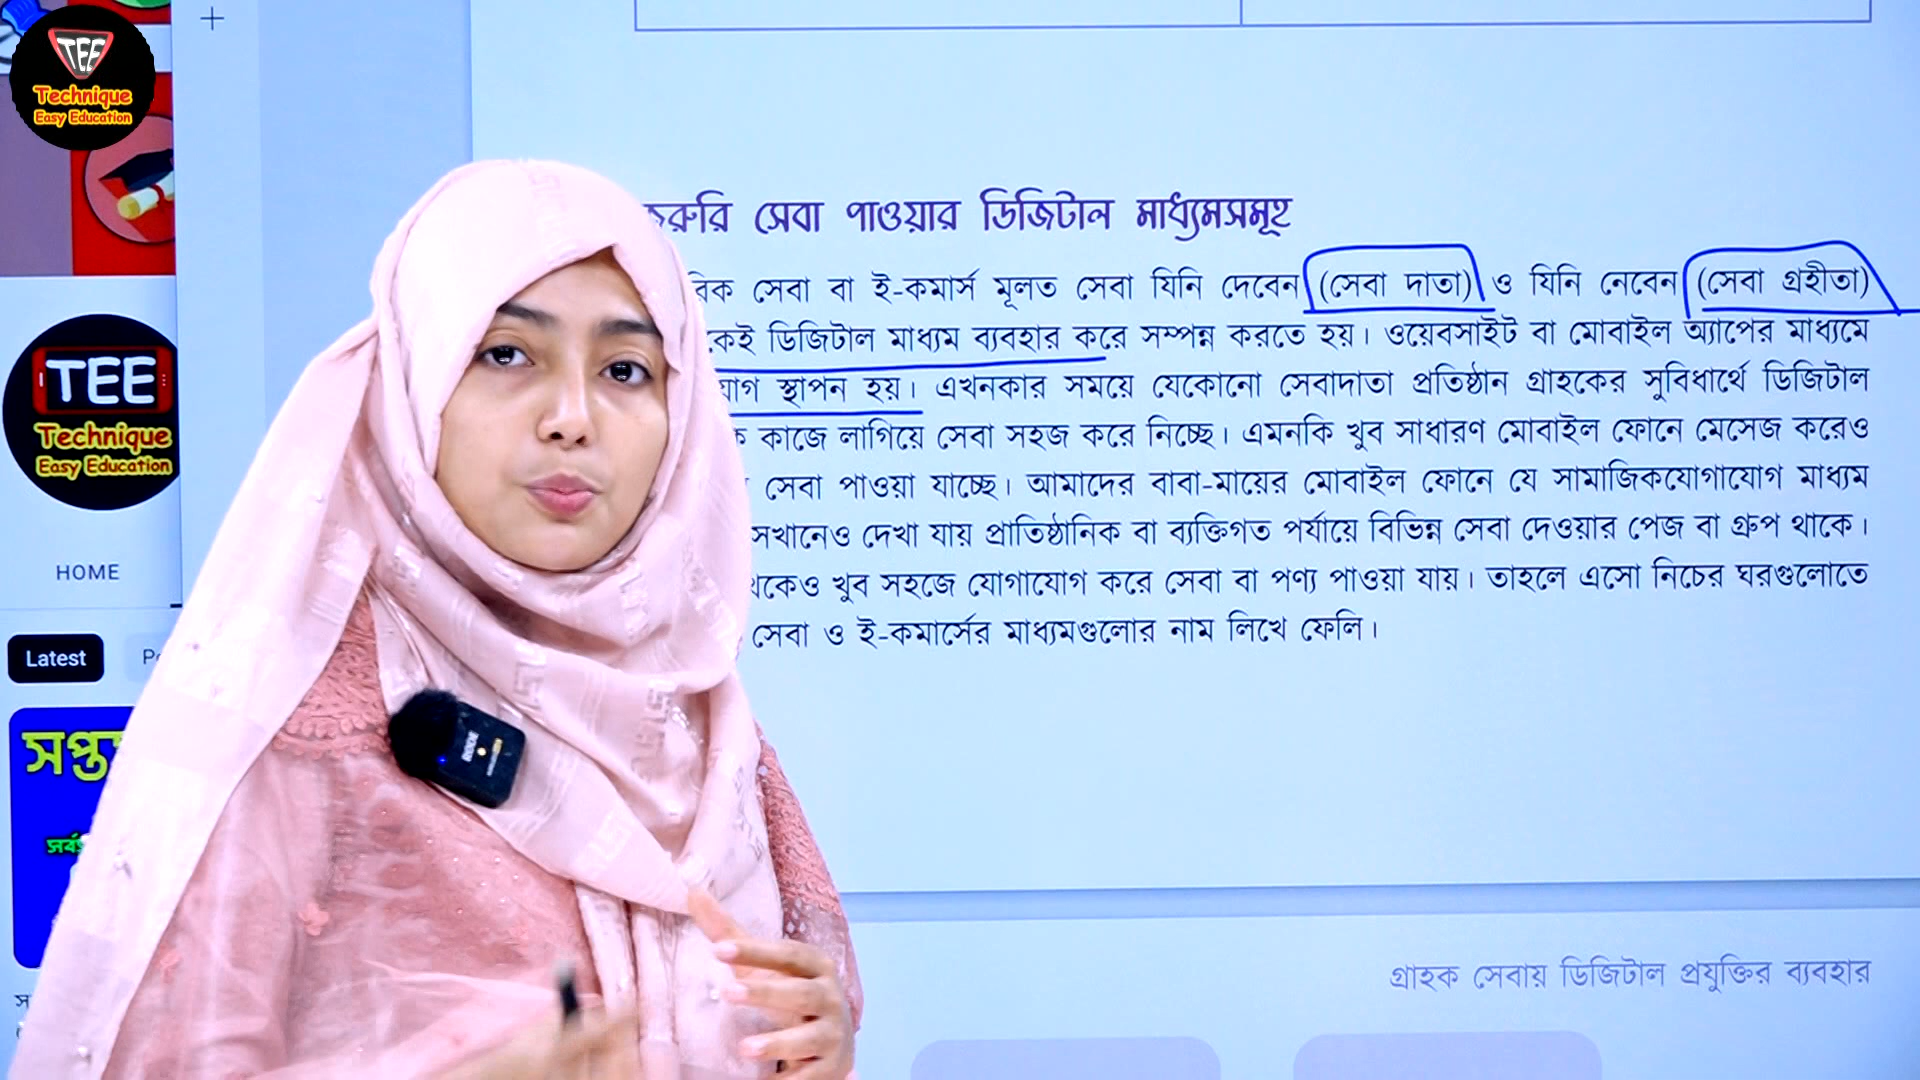 TEE
Technique
Easy Education
জরুরি সেবা পাওয়ার ডিজিটাল মাধ্যমসমূহ
সেবা বা ই-কমার্স মূলত সেবা যিনি দেবেন (সেবা দাতা) ও যিনি নেবেন (সেবা গ্রহীতা)
ডিজিটাল মাধ্যম ব্যবহার করে সম্পন্ন করতে হয়। ওয়েবসাইট বা মোবাইল অ্যাপের মাধ্যমে
স্থাপন হয়। এখনকার সময়ে যেকোনো সেবাদাতা প্রতিষ্ঠান গ্রাহকের সুবিধার্থে ডিজিটাল
কাজে লাগিয়ে সেবা সহজ করে নিচ্ছে। এমনকি খুব সাধারণ মোবাইল ফোনে মেসেজ করেও
সেবা পাওয়া যাচ্ছে। আমাদের বাবা-মায়ের মোবাইল ফোনে যে সামাজিকযোগাযোগ মাধ্যম
দেখা যায় প্রাতিষ্ঠানিক বা ব্যক্তিগত পর্যায়ে বিভিন্ন সেবা দেওয়ার পেজ বা গ্রুপ থাকে।
খুব সহজে যোগাযোগ করে সেবা বা পণ্য পাওয়া যায়। তাহলে এসো নিচের ঘরগুলোতে
সেবা ও ই-কমার্সের মাধ্যমগুলোর নাম লিখে ফেলি।
গ্রাহক সেবায় ডিজিটাল প্রযুক্তির ব্যবহার
TEE
Technique
Easy Education
HOME
Latest